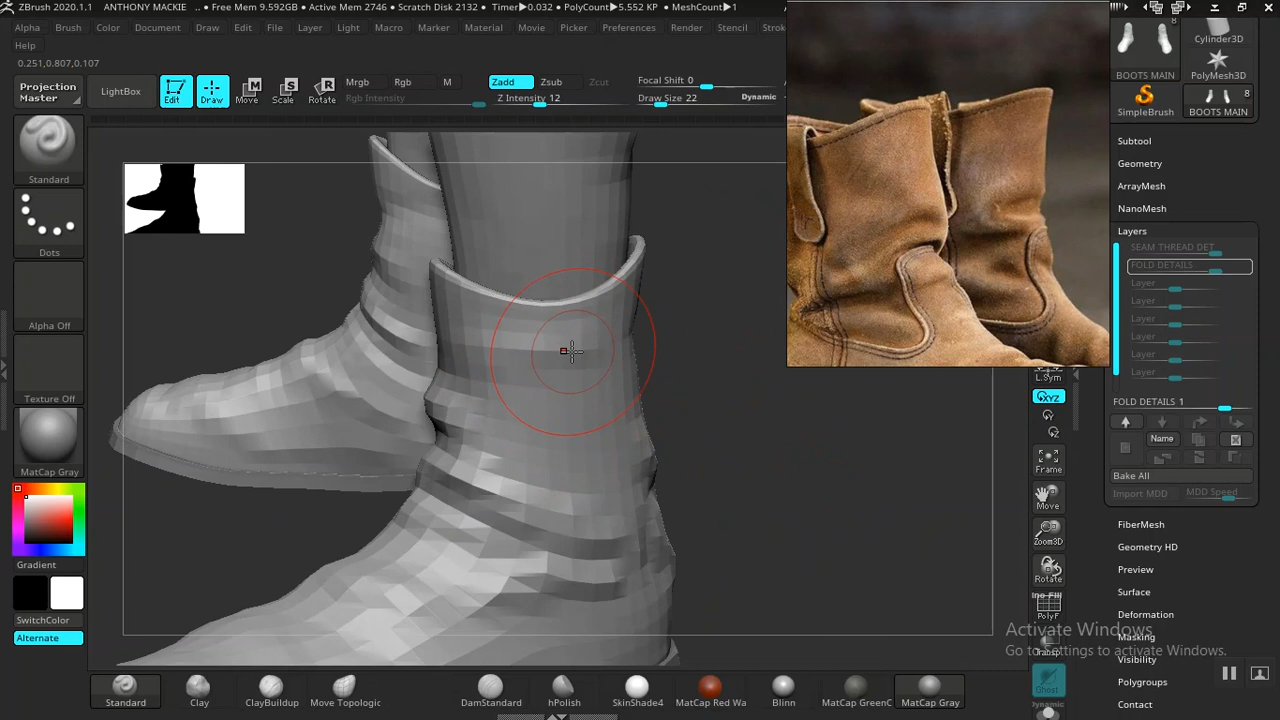 ZBrush 2020.1.1 ANTHONY MACKIE .. • Free Mem 9.592GB • Active Mem 2746 • Scratch Disk 2132 • Timer▶0.032 • PolyCount▶5.552 KP • MeshCount▶1
Alpha Brush Color Document Draw Edit File Layer Light Macro Marker Material Movie Picker Preferences Render Stencil Strok
Help
0.251,0.807,0.107
Projection Master
LightBox
Edit
Draw
Move
Scale
Rotate
Mrgb Rgb M
Rgb Intensity
Zadd Zsub Zcut
Z Intensity 12
Focal Shift 0
Draw Size 22
Dynamic
Standard
Dots
Alpha Off
Texture Off
MatCap Gray
Gradient
SwitchColor
Alternate
8
BOOTS MAIN
Cylinder3D
PolyMesh3D
SimpleBrush
8
BOOTS MAIN
Subtool
Geometry
ArrayMesh
NanoMesh
Layers
SEAM THREAD DET
FOLD DETAILS
Layer
Layer
Layer
Layer
Layer
FOLD DETAILS 1
Name
Bake All
Import MDD MDD Speed
FiberMesh
Geometry HD
Preview
Surface
Deformation
Masking
Visibility
Polygroups
Contact
L.Sym
XYZ
Y
Z
Frame
Move
Zoom3D
Rotate
PolyF
Transp
Ghost
Dynamic
Activate Windows
Go to Settings to activate Windows.
Standard Clay ClayBuildup Move Topologic DamStandard hPolish SkinShade4 MatCap Red Wa Blinn MatCap GreenC MatCap Gray